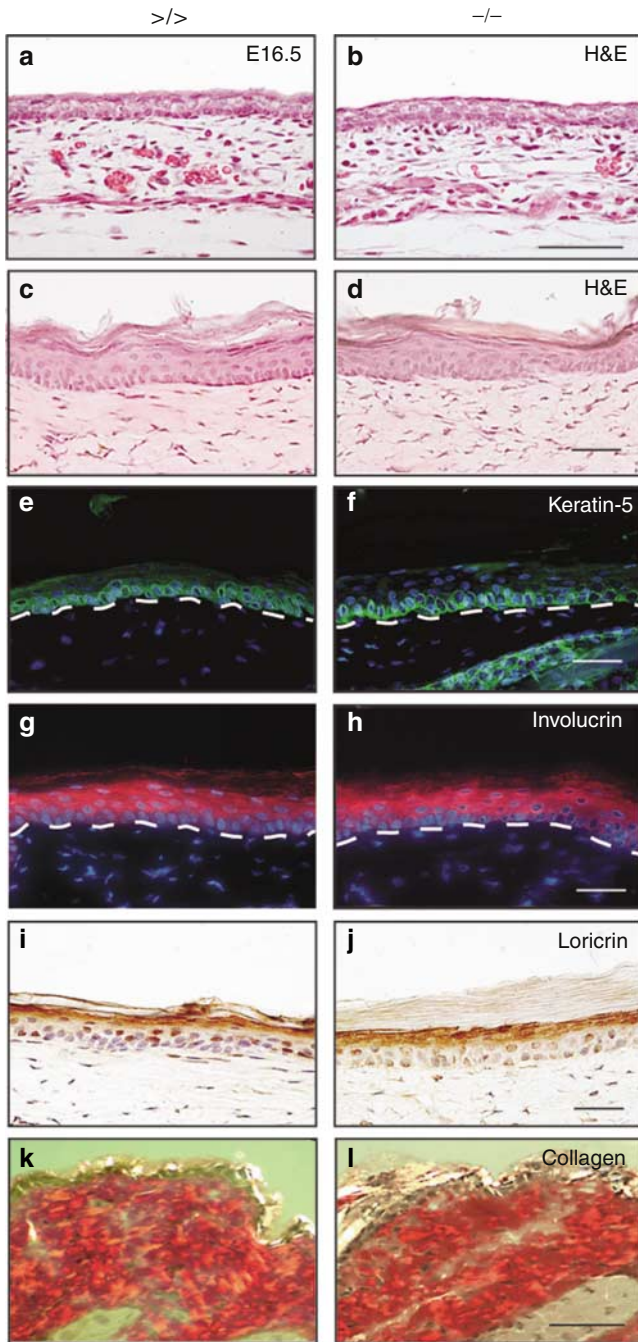 >/> –/–
a E16.5 b H&E
c d H&E
e f Keratin-5
g h Involucrin
i j Loricrin
k l Collagen